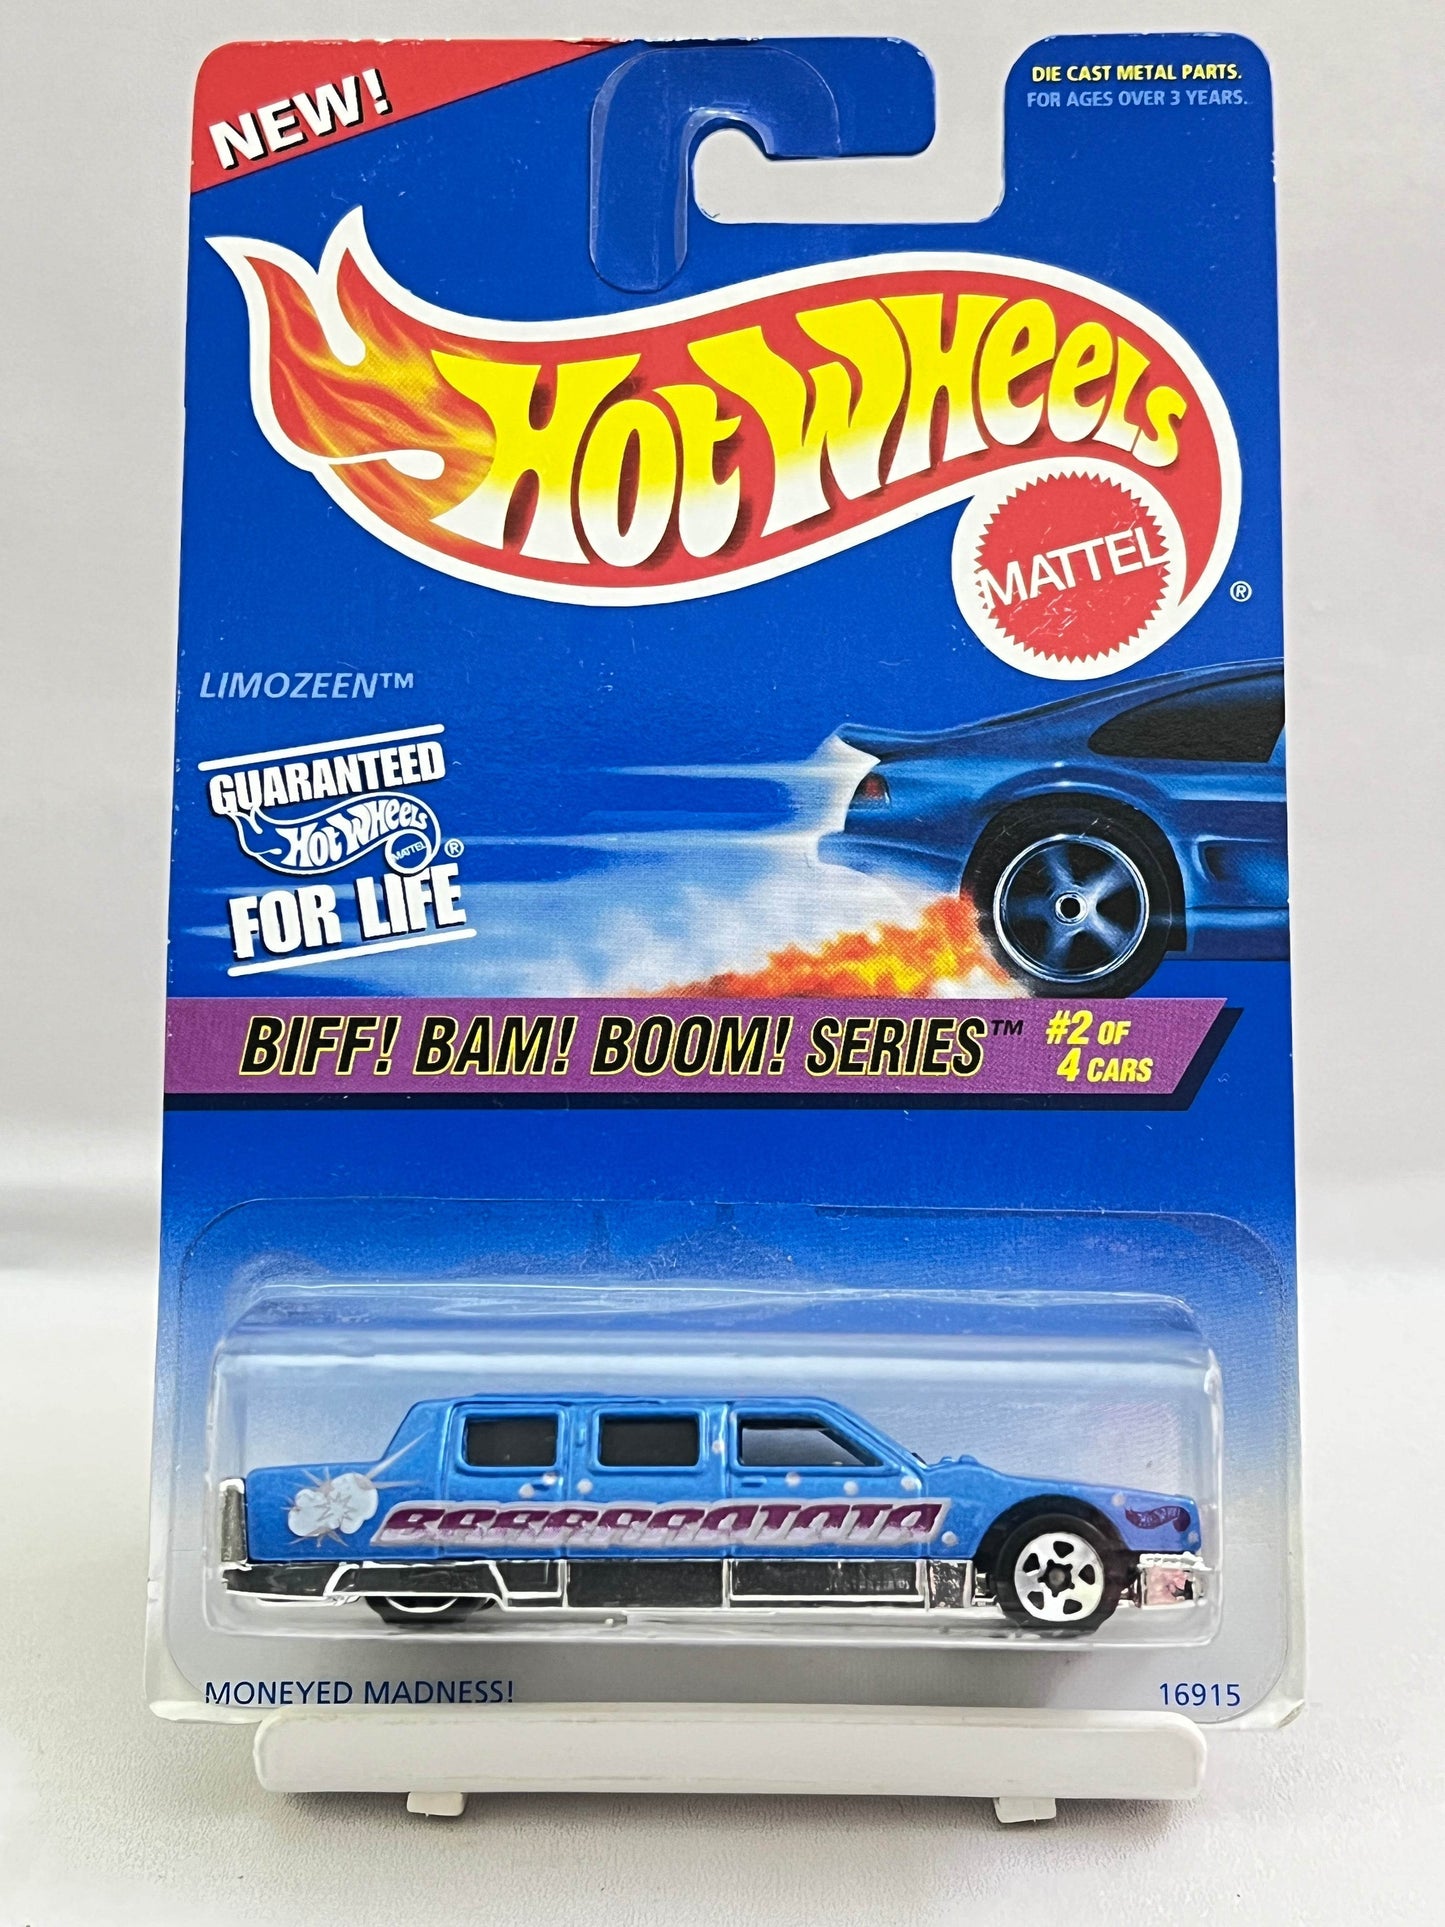 NEW!
DIE CAST METAL PARTS.
FOR AGES OVER 3 YEARS.
HOT WHEELS
MATTEL
®
LIMOZEEN™
GUARANTEED
HOT WHEELS
MATTEL ®
FOR LIFE
BIFF! BAM! BOOM! SERIES™ #2 OF
4 CARS
MONEYED MADNESS!
16915